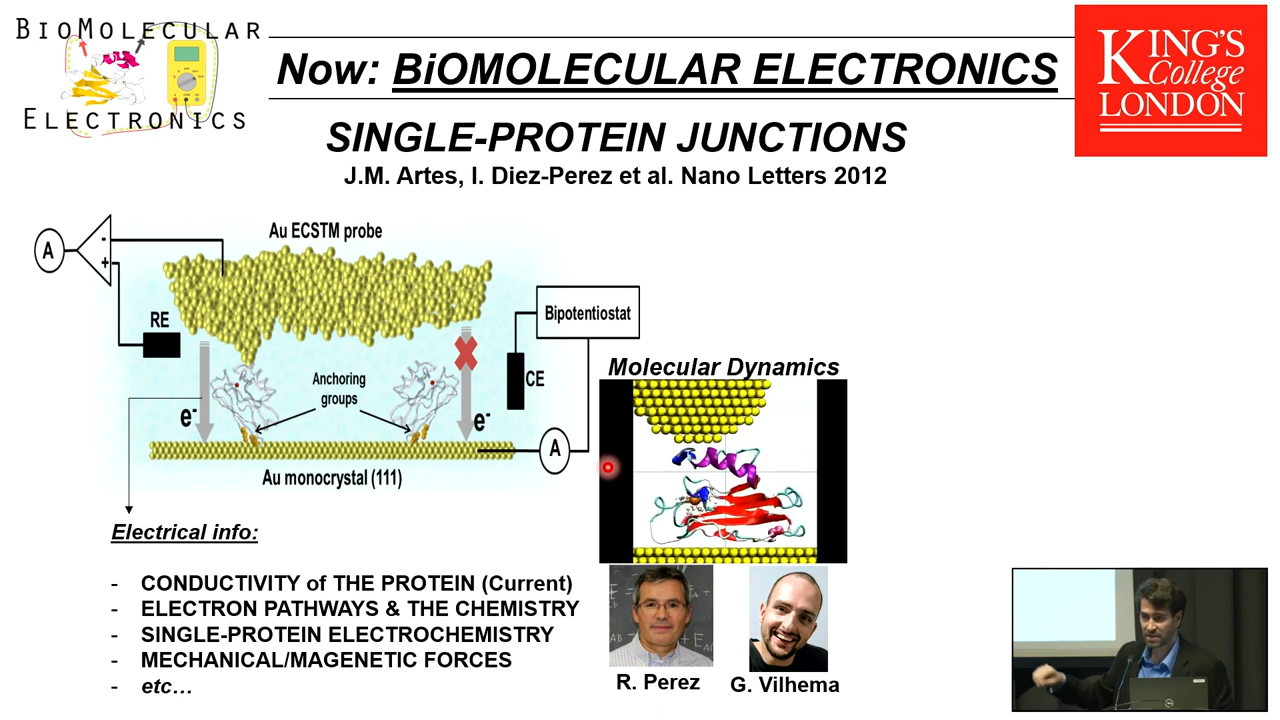 BIOMOLECULAR
ELECTRONICS
Now: BiOMOLECULAR ELECTRONICS
KING'S
College
LONDON
SINGLE-PROTEIN JUNCTIONS
J.M. Artes, I. Diez-Perez et al. Nano Letters 2012
Au ECSTM probe
A
-
+
RE
Bipotentiostat
CE
Anchoring
groups
e-
e-
A
Au monocrystal (111)
Molecular Dynamics
Electrical info:
- CONDUCTIVITY of THE PROTEIN (Current)
- ELECTRON PATHWAYS & THE CHEMISTRY
- SINGLE-PROTEIN ELECTROCHEMISTRY
- MECHANICAL/MAGENETIC FORCES
- etc...
R. Perez
G. Vilhema